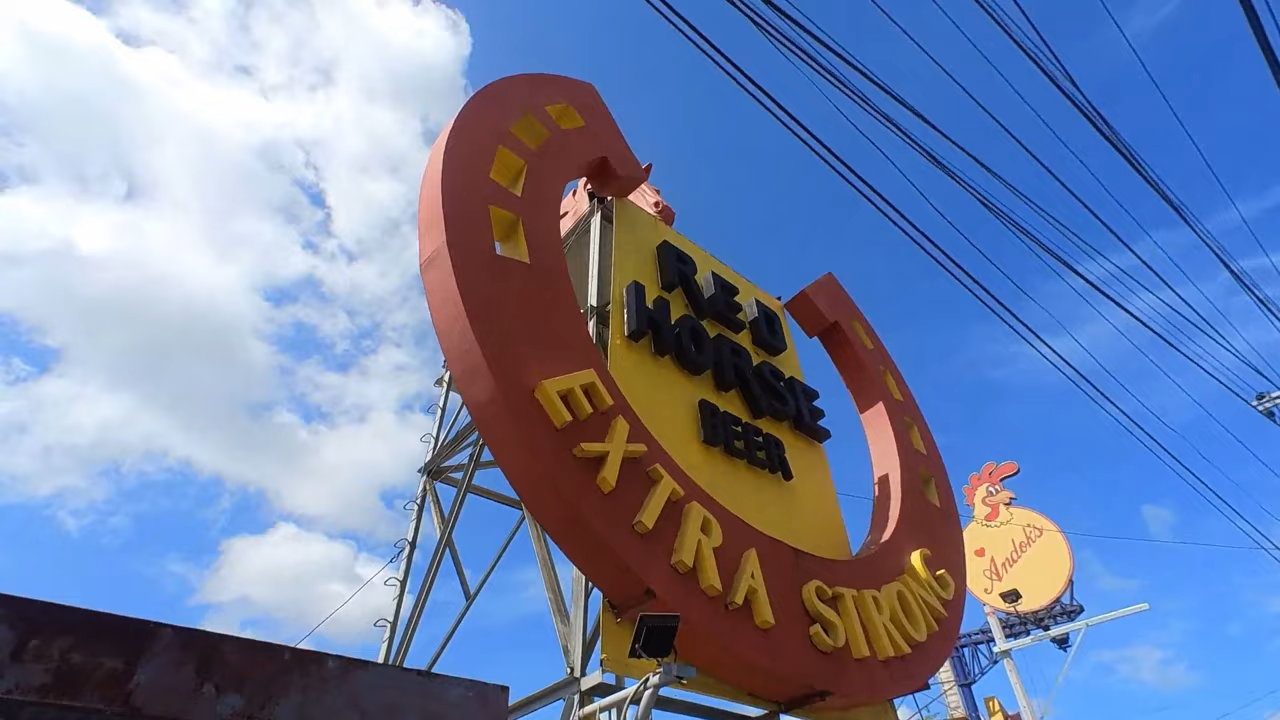 RED
HORSE
BEER
EXTRA STRONG
Andok's